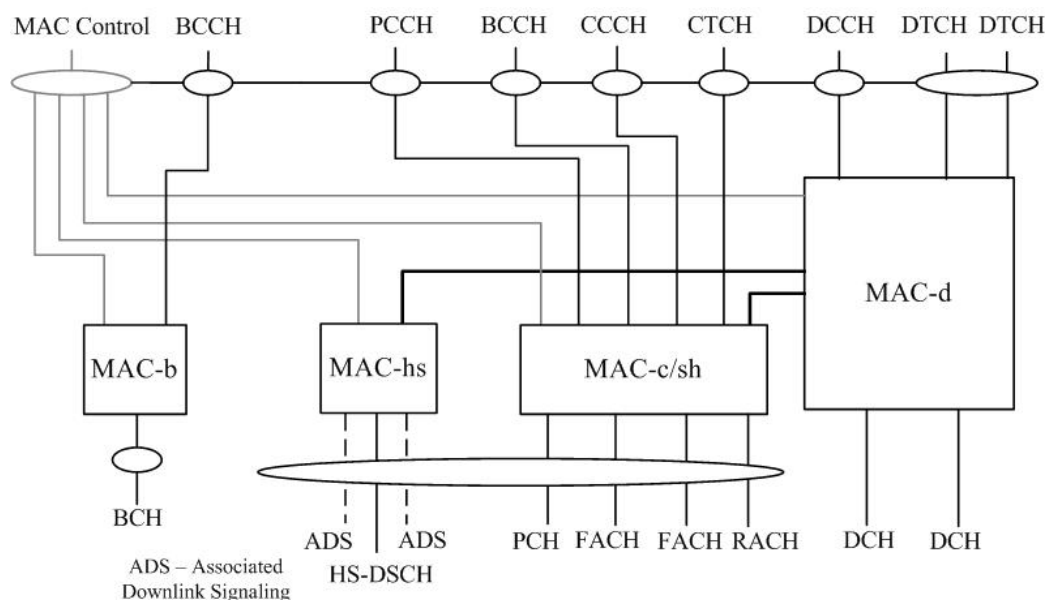 MAC Control BCCH PCCH BCCH CCCH CTCH DCCH DTCH DTCH
MAC-d
MAC-b MAC-hs MAC-c/sh
BCH ADS ADS PCH FACH FACH RACH DCH DCH
HS-DSCH
ADS – Associated
Downlink Signaling